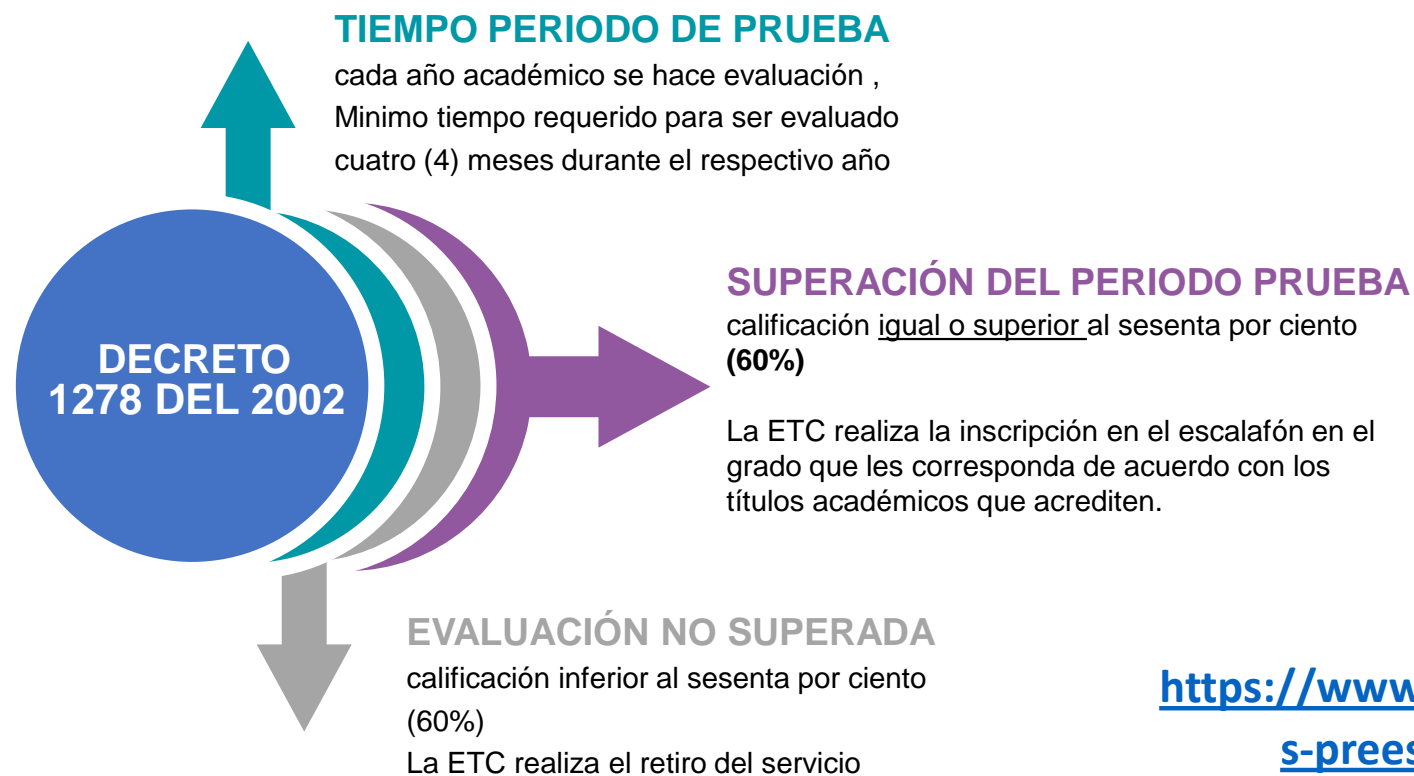 TIEMPO PERIODO DE PRUEBA
cada año académico se hace evaluación ,
Minimo tiempo requerido para ser evaluado
cuatro (4) meses durante el respectivo año
SUPERACIÓN DEL PERIODO PRUEBA
calificación igual o superior al sesenta por ciento
(60%)
La ETC realiza la inscripción en el escalafón en el
grado que les corresponda de acuerdo con los
títulos académicos que acrediten.
DECRETO
1278 DEL 2002
EVALUACIÓN NO SUPERADA
calificación inferior al sesenta por ciento
(60%)
La ETC realiza el retiro del servicio
https://www
s-prees